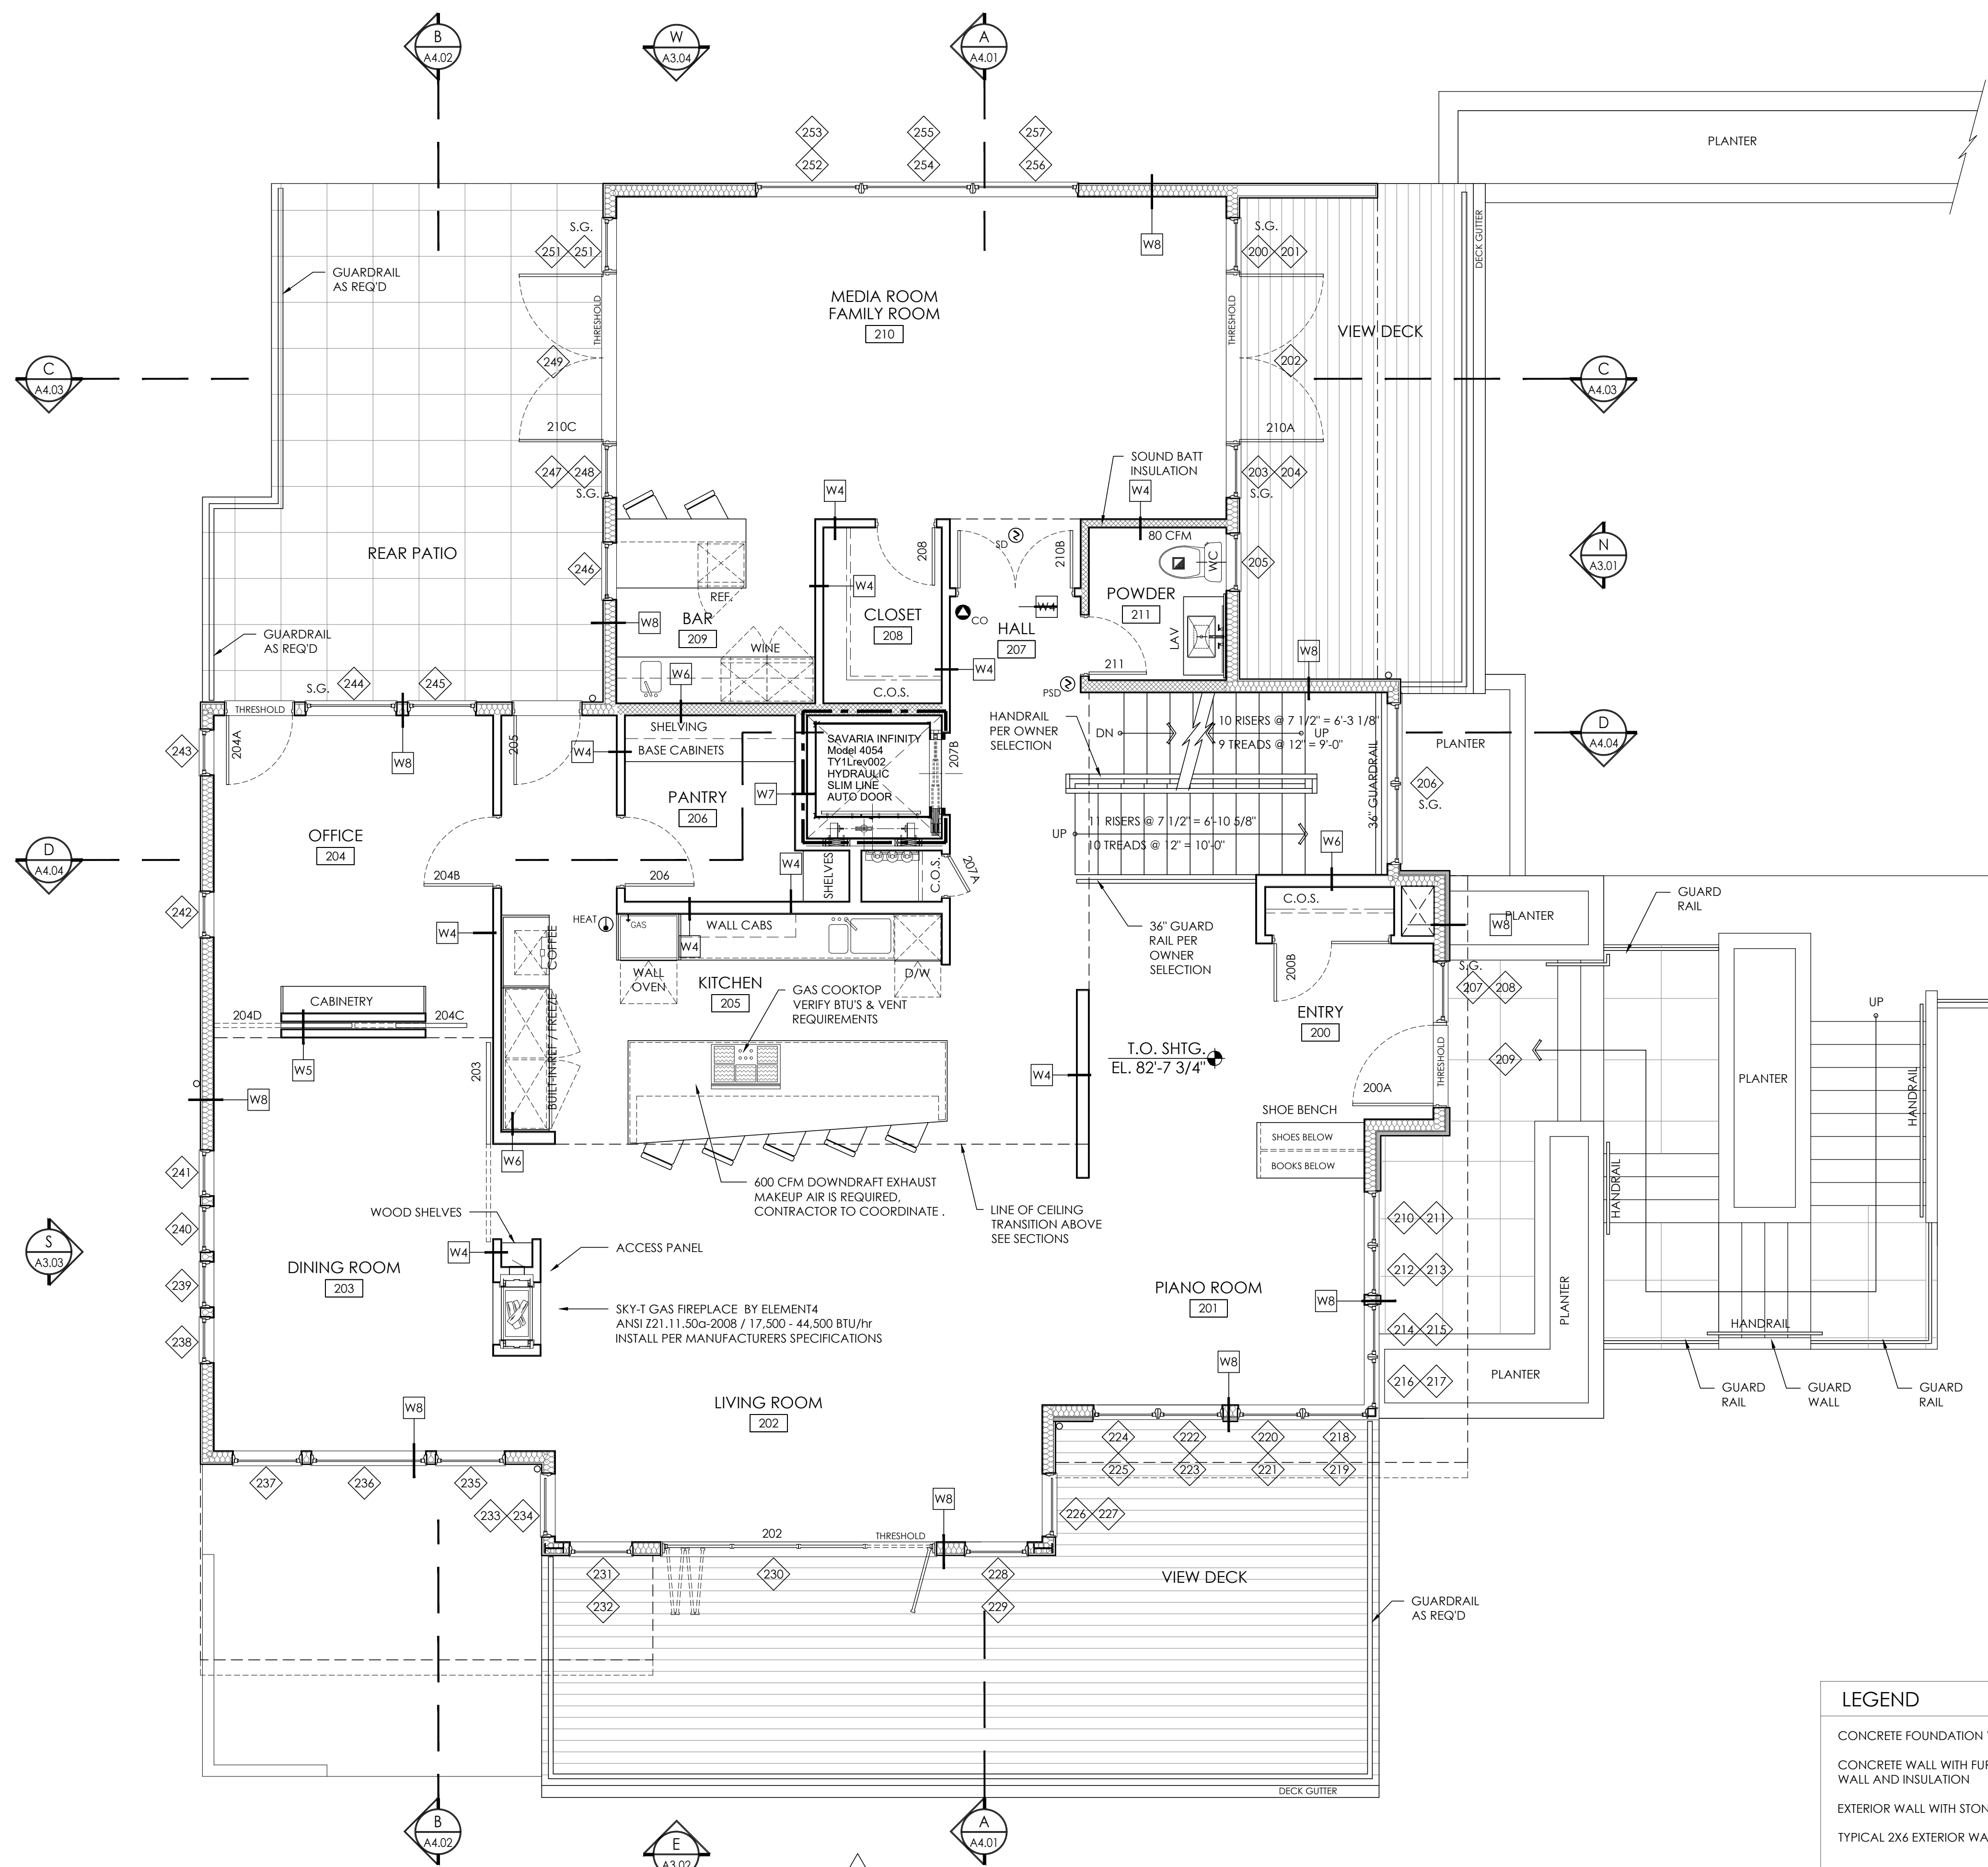 B
A4.02
W
A3.04
A
A4.01
253
255
257
252
254
256
PLANTER
DECK GUTTER
S.G.
251
251
S.G.
200
201
W8
GUARDRAIL
AS REQ'D
THRESHOLD
MEDIA ROOM
FAMILY ROOM
210
THRESHOLD
VIEW DECK
249
202
C
A4.03
C
A4.03
210C
210A
247
248
S.G.
SOUND BATT
INSULATION
203
204
S.G.
W4
W4
REAR PATIO
246
208
SD
210B
80 CFM
WC
205
N
A3.01
REF.
W4
W4
POWDER
211
BAR
209
W8
CLOSET
208
CO
HALL
207
LAV
GUARDRAIL
AS REQ'D
WINE
W6
W4
211
W8
C.O.S.
PSD
244
245
S.G.
THRESHOLD
SHELVING
BASE CABINETS
HANDRAIL
PER OWNER
SELECTION
10 RISERS @ 7 1/2" = 6'-3 1/8"
DN
UP
9 TREADS @ 12" = 9'-0"
36" GUARDRAIL
PLANTER
D
A4.04
243
204A
205
W4
W8
SAVARIA INFINITY
Model 4054
TY1Lrev002
HYDRAULIC
SLIM LINE
AUTO DOOR
207B
206
S.G.
W7
PANTRY
206
OFFICE
204
UP
11 RISERS @ 7 1/2" = 6'-10 5/8"
10 TREADS @ 12" = 10'-0"
W6
D
A4.04
204B
206
W4
SHELVES
C.O.S.
207A
242
HEAT
GAS
WALL CABS
W4
W4
COFFEE
36" GUARD
RAIL PER
OWNER
SELECTION
C.O.S.
W8
PLANTER
GUARD
RAIL
WALL
OVEN
D/W
KITCHEN
205
GAS COOKTOP
VERIFY BTU'S & VENT
REQUIREMENTS
200B
S.G.
207
208
CABINETRY
204D
204C
BUILT-IN REF / FREEZE
203
ENTRY
200
UP
T.O. SHTG.
EL. 82'-7 3/4"
209
THRESHOLD
PLANTER
HANDRAIL
W5
W4
W8
200A
SHOE BENCH
SHOES BELOW
BOOKS BELOW
241
W6
600 CFM DOWNDRAFT EXHAUST
MAKEUP AIR IS REQUIRED,
CONTRACTOR TO COORDINATE .
LINE OF CEILING
TRANSITION ABOVE
SEE SECTIONS
HANDRAIL
210
211
WOOD SHELVES
240
W4
ACCESS PANEL
S
A3.03
DINING ROOM
203
239
212
213
PIANO ROOM
201
W8
PLANTER
SKY-T GAS FIREPLACE BY ELEMENT4
ANSI Z21.11.50a-2008 / 17,500 - 44,500 BTU/hr
INSTALL PER MANUFACTURERS SPECIFICATIONS
238
214
215
HANDRAIL
W8
PLANTER
216
217
GUARD
RAIL
GUARD
WALL
GUARD
RAIL
LIVING ROOM
202
W8
224
222
220
218
225
223
221
219
237
236
235
233
234
W8
226
227
202
THRESHOLD
231
230
228
VIEW DECK
232
229
GUARDRAIL
AS REQ'D
LEGEND
CONCRETE FOUNDATION
CONCRETE WALL WITH
WALL AND INSULATION
EXTERIOR WALL WITH
TYPICAL 2X6 EXTERIOR
DECK GUTTER
B
A4.02
E
A3.02
A
A4.01